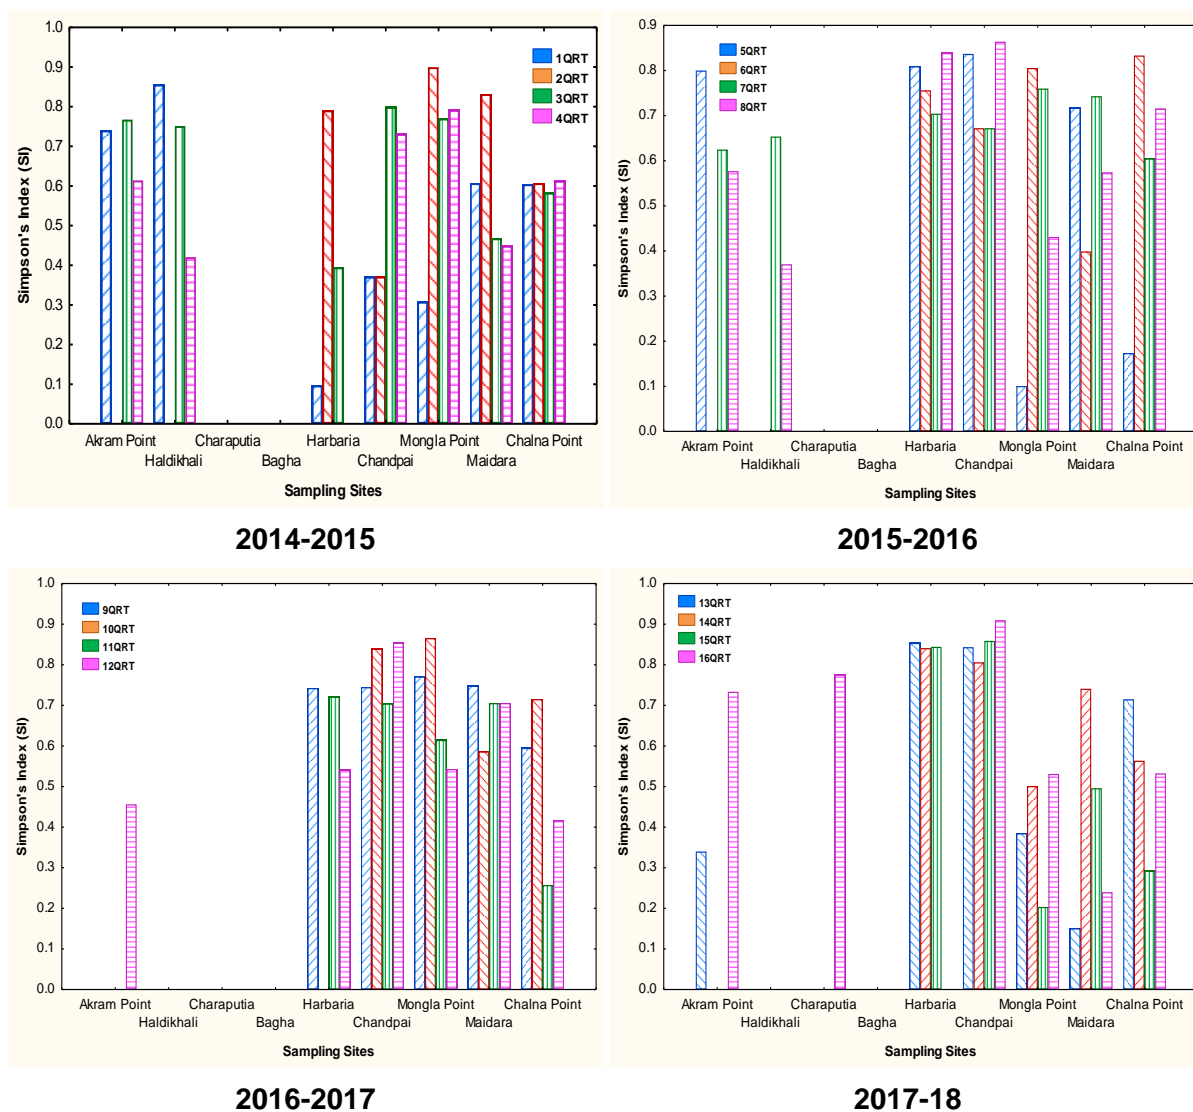 1.0
0.9
0.8
0.7
0.6
0.5
0.4
0.3
0.2
0.1
0.0
Simpson's Index (SI)
1QRT
2QRT
3QRT
4QRT
Akram Point
Charaputia
Harbaria
Mongla Point
Chalna Point
Haldikhali
Bagha
Chandpai
Maidara
Sampling Sites
2014-2015
0.9
0.8
0.7
0.6
0.5
0.4
0.3
0.2
0.1
0.0
Simpson's Index (SI)
5QRT
6QRT
7QRT
8QRT
Akram Point
Charaputia
Harbaria
Mongla Point
Chalna Point
Haldikhali
Bagha
Chandpai
Maidara
Sampling Sites
2015-2016
1.0
0.9
0.8
0.7
0.6
0.5
0.4
0.3
0.2
0.1
0.0
Simpson's Index (SI)
9QRT
10QRT
11QRT
12QRT
Akram Point
Charaputia
Harbaria
Mongla Point
Chalna Point
Haldikhali
Bagha
Chandpai
Maidara
Sampling Sites
2016-2017
1.0
0.9
0.8
0.7
0.6
0.5
0.4
0.3
0.2
0.1
0.0
Simpson's Index (SI)
13QRT
14QRT
15QRT
16QRT
Akram Point
Charaputia
Harbaria
Mongla Point
Chalna Point
Haldikhali
Bagha
Chandpai
Maidara
Sampling Sites
2017-18